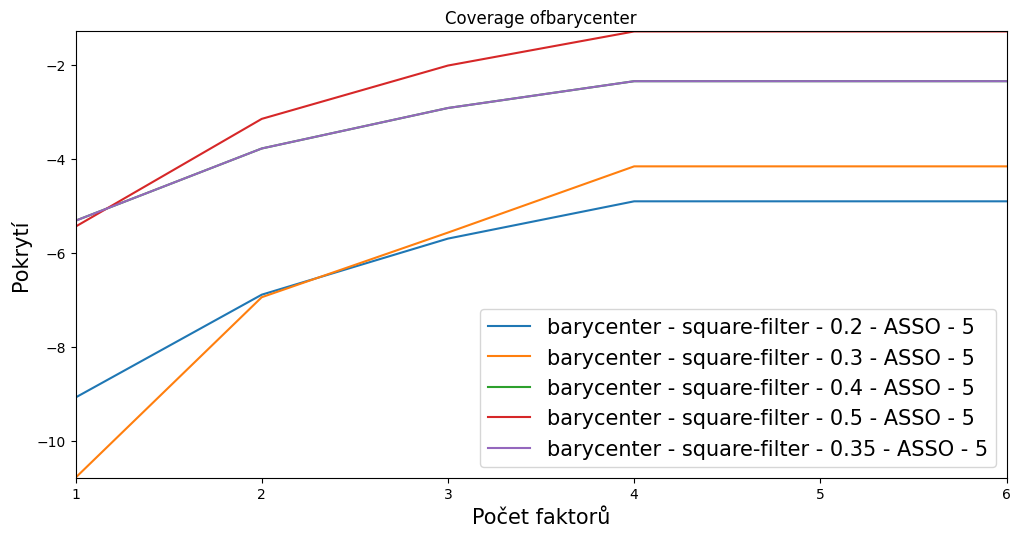 Coverage ofbarycenter
Pokrytí
−2
−4
−6
−8
−10
barycenter - square-filter - 0.2 - ASSO - 5
barycenter - square-filter - 0.3 - ASSO - 5
barycenter - square-filter - 0.4 - ASSO - 5
barycenter - square-filter - 0.5 - ASSO - 5
barycenter - square-filter - 0.35 - ASSO - 5
1 2 3 4 5 6
Počet faktorů